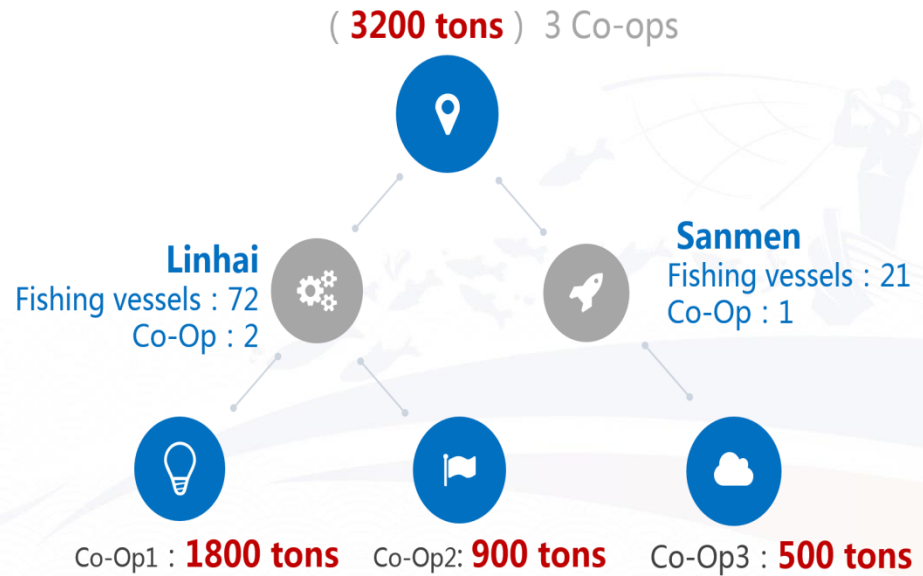 ( 3200 tons ) 3 Co-ops
Linhai
Fishing vessels : 72
Co-Op : 2
Sanmen
Fishing vessels : 21
Co-Op : 1
Co-Op1 : 1800 tons
Co-Op2: 900 tons
Co-Op3 : 500 tons